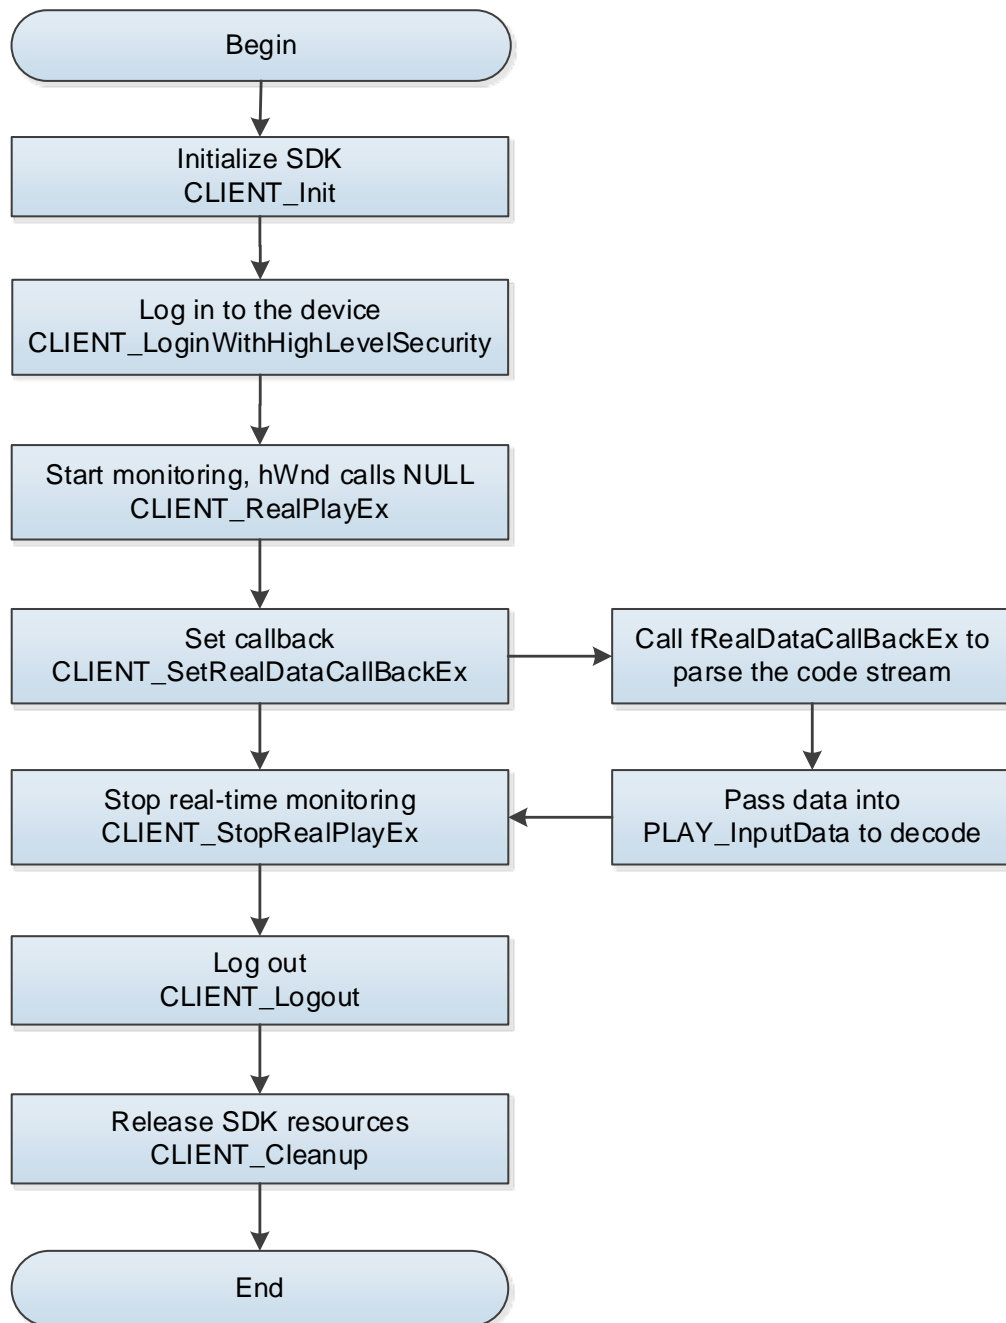 Begin
Initialize SDK
CLIENT_Init
Log in to the device
CLIENT_LoginWithHighLevelSecurity
Start monitoring, hWnd calls NULL
CLIENT_RealPlayEx
Set callback
CLIENT_SetRealDataCallBackEx
Call fRealDataCallBackEx to
parse the code stream
Pass data into
PLAY_InputData to decode
Stop real-time monitoring
CLIENT_StopRealPlayEx
Log out
CLIENT_Logout
Release SDK resources
CLIENT_Cleanup
End